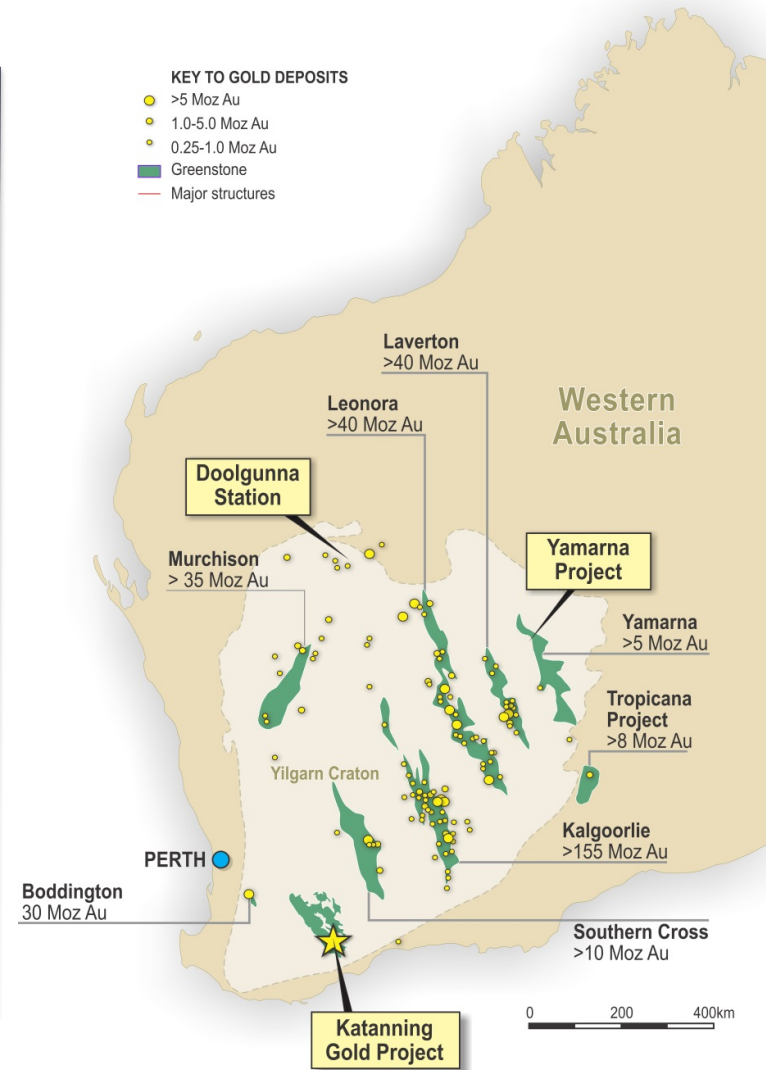 KEY TO GOLD DEPOSITS
>5 Moz Au
1.0-5.0 Moz Au
0.25-1.0 Moz Au
Greenstone
Major structures
Laverton
>40 Moz Au
Leonora
>40 Moz Au
Western
Australia
Doolgunna
Station
Murchison
> 35 Moz Au
Yamarna
Project
Yamarna
>5 Moz Au
Tropicana
Project
>8 Moz Au
Yilgarn Craton
Kalgoorlie
>155 Moz Au
PERTH
Boddington
30 Moz Au
Southern Cross
>10 Moz Au
Katanning
Gold Project
0 200 400km